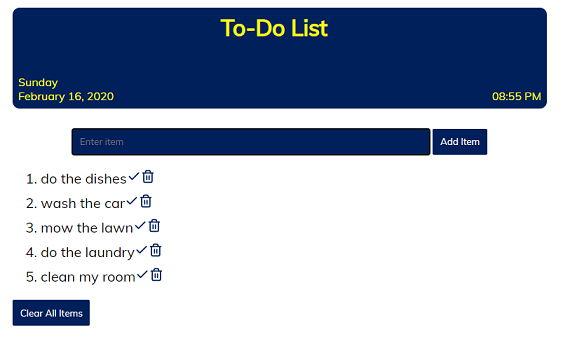 To-Do List
Sunday
February 16, 2020
08:55 PM
Enter item
Add Item
1. do the dishes
2. wash the car
3. mow the lawn
4. do the laundry
5. clean my room
Clear All Items